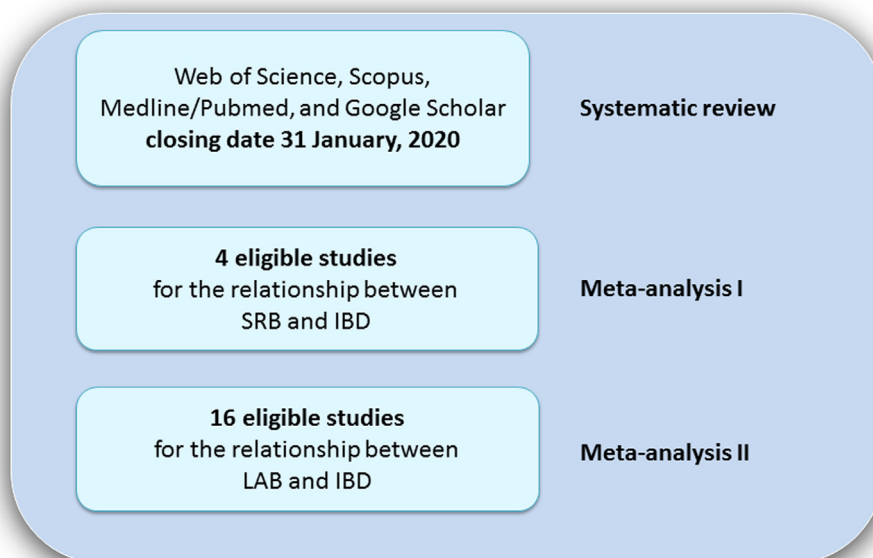 Web of Science, Scopus,
Medline/Pubmed, and Google Scholar
closing date 31 January, 2020
Systematic review
4 eligible studies
for the relationship between
SRB and IBD
Meta-analysis I
16 eligible studies
for the relationship between
LAB and IBD
Meta-analysis II